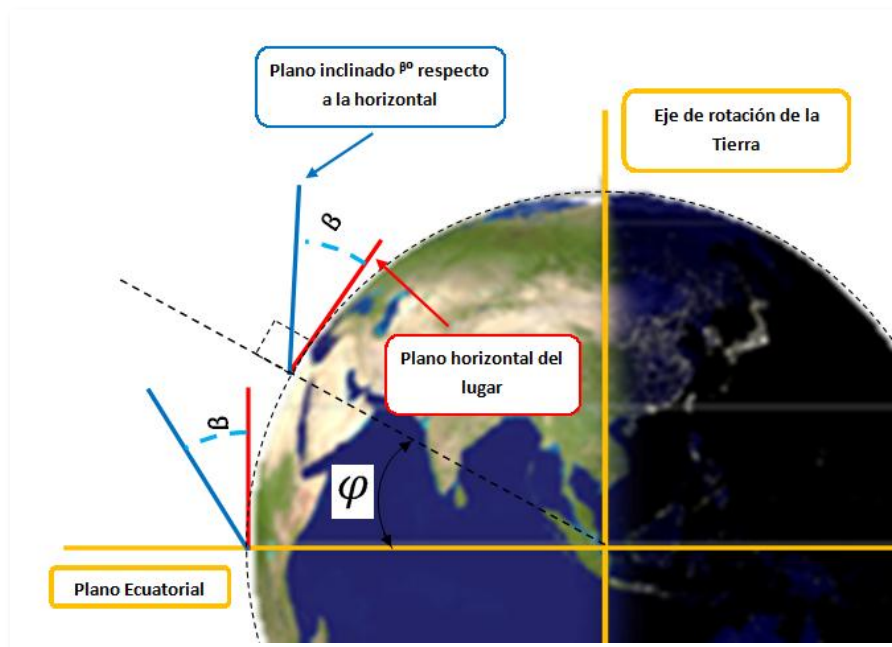 Plano inclinado βº respecto
a la horizontal
Eje de rotación de la
Tierra
β
Plano horizontal del
lugar
β
φ
Plano Ecuatorial